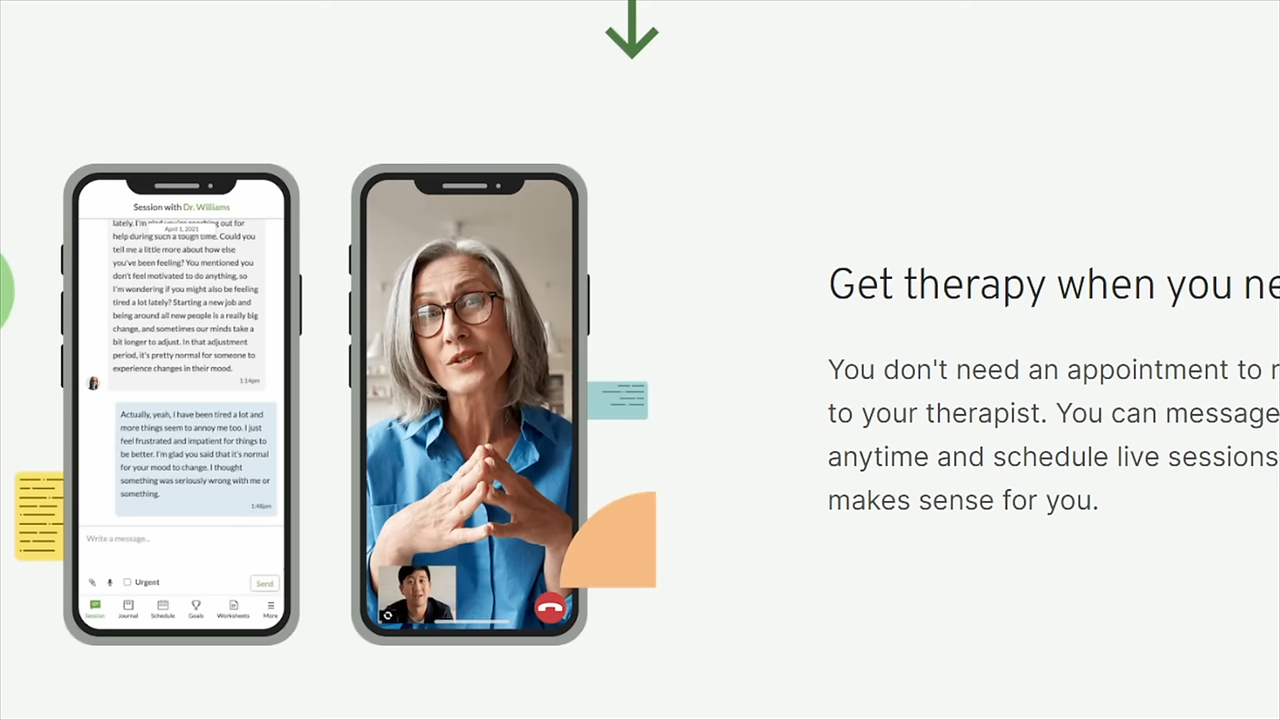 Session with Dr. Williams
lately. I'm glad you're reaching out for
April 1, 2021
help during such a tough time. Could you
tell me a little more about how else
you've been feeling? You mentioned you
don't feel motivated to do anything, so
I'm wondering if you might also be feeling
tired a lot lately? Starting a new job and
being around all new people is a really big
change, and sometimes our minds take a
bit longer to adjust. In that adjustment
period, it's pretty normal for someone to
experience changes in their mood.
1:14pm
Actually, yeah, I have been tired a lot and
more things seem to annoy me too. I just
feel frustrated and impatient for things to
be better. I'm glad you said that it's normal
for your mood to change. I thought
something was seriously wrong with me or
something.
1:48pm
Write a message...
Urgent
Send
Session
Journal
Schedule
Goals
Worksheets
More
Get therapy when you ne
You don't need an appointment to r
to your therapist. You can message
anytime and schedule live sessions
makes sense for you.